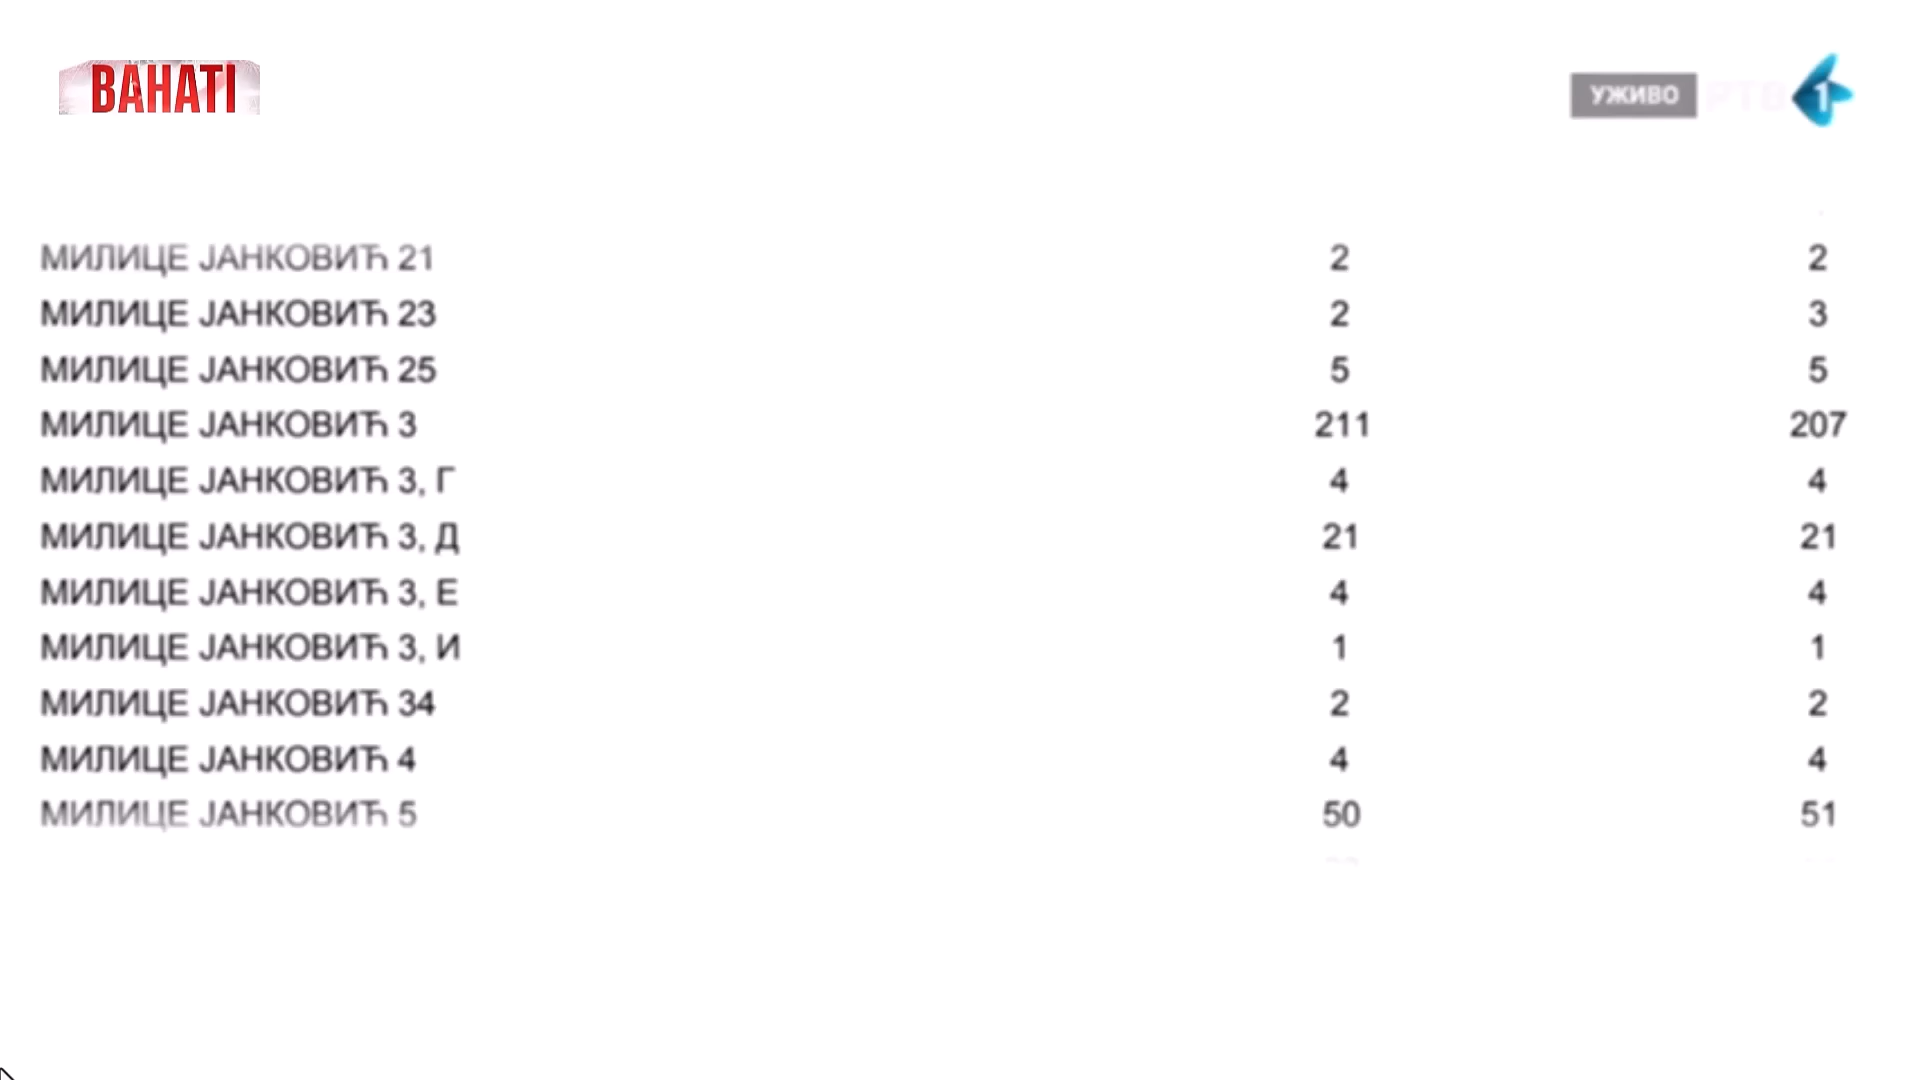 BAHATI
УЖИВО РТВ 1
МИЛИЦЕ ЈАНКОВИЋ 21 2 2
МИЛИЦЕ ЈАНКОВИЋ 23 2 3
МИЛИЦЕ ЈАНКОВИЋ 25 5 5
МИЛИЦЕ ЈАНКОВИЋ 3 211 207
МИЛИЦЕ ЈАНКОВИЋ 3, Г 4 4
МИЛИЦЕ ЈАНКОВИЋ 3, Д 21 21
МИЛИЦЕ ЈАНКОВИЋ 3, Е 4 4
МИЛИЦЕ ЈАНКОВИЋ 3, И 1 1
МИЛИЦЕ ЈАНКОВИЋ 34 2 2
МИЛИЦЕ ЈАНКОВИЋ 4 4 4
МИЛИЦЕ ЈАНКОВИЋ 5 50 51